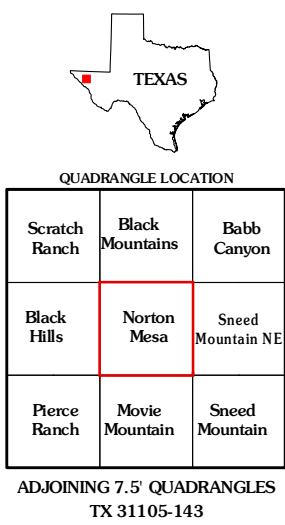 TEXAS
QUADRANGLE LOCATION
Scratch
Ranch
Black
Mountains
Babb
Canyon
Black
Hills
Norton
Mesa
Sneed
Mountain NE
Pierce
Ranch
Movie
Mountain
Sneed
Mountain
ADJOINING 7.5' QUADRANGLES
TX 31105-143